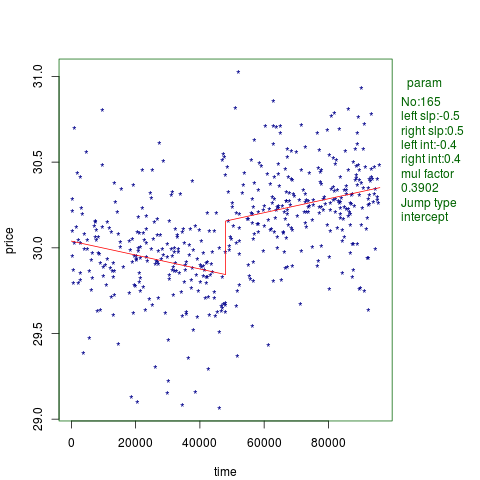 31.0
30.5
30.0
29.5
29.0
price
0
20000
40000
60000
80000
time
param
No:165
left slp:-0.5
right slp:0.5
left int:-0.4
right int:0.4
mul factor
0.3902
Jump type
intercept